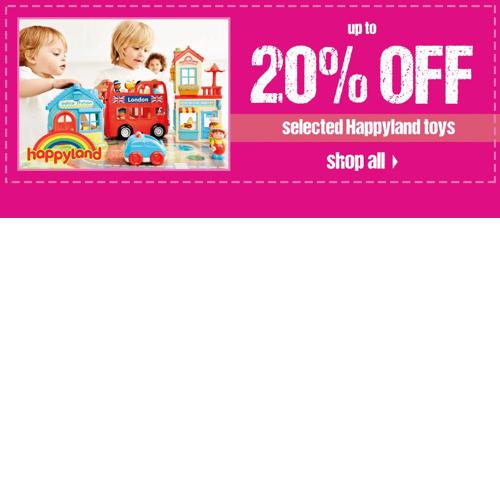 up to
20% OFF
selected Happyland toys
shop all
London
happyland